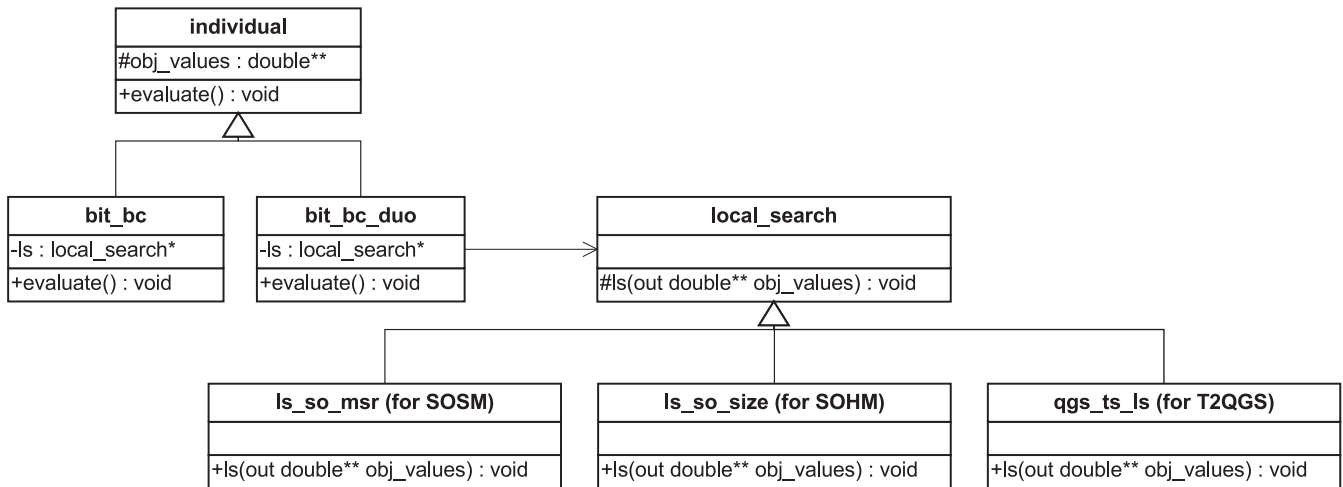 individual
#obj_values : double**
+evaluate() : void
bit_bc
-ls : local_search*
+evaluate() : void
bit_bc_duo
-ls : local_search*
+evaluate() : void
local_search
#ls(out double** obj_values) : void
ls_so_msr (for SOSM)
+ls(out double** obj_values) : void
ls_so_size (for SOHM)
+ls(out double** obj_values) : void
qgs_ts_ls (for T2QGS)
+ls(out double** obj_values) : void